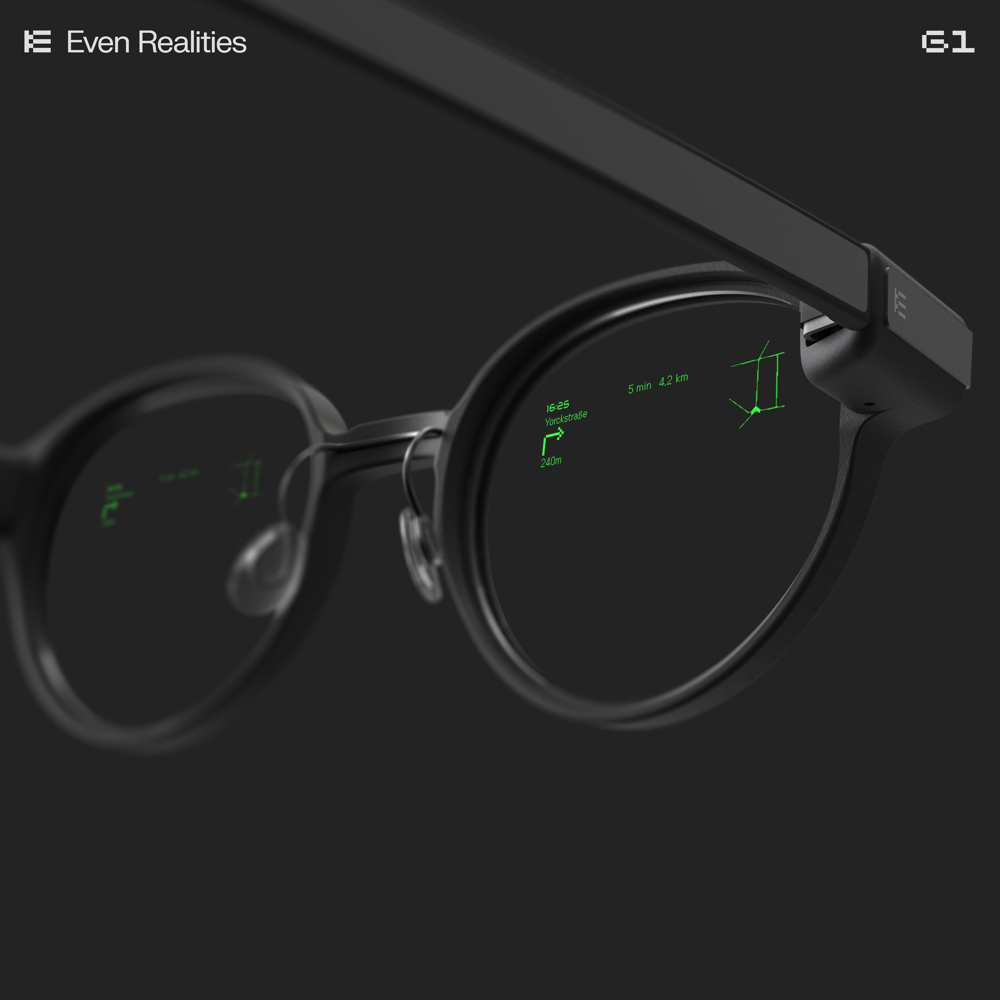 Even Realities
G1
5 min 4.2 km
16:25
Yorckstraße
240m